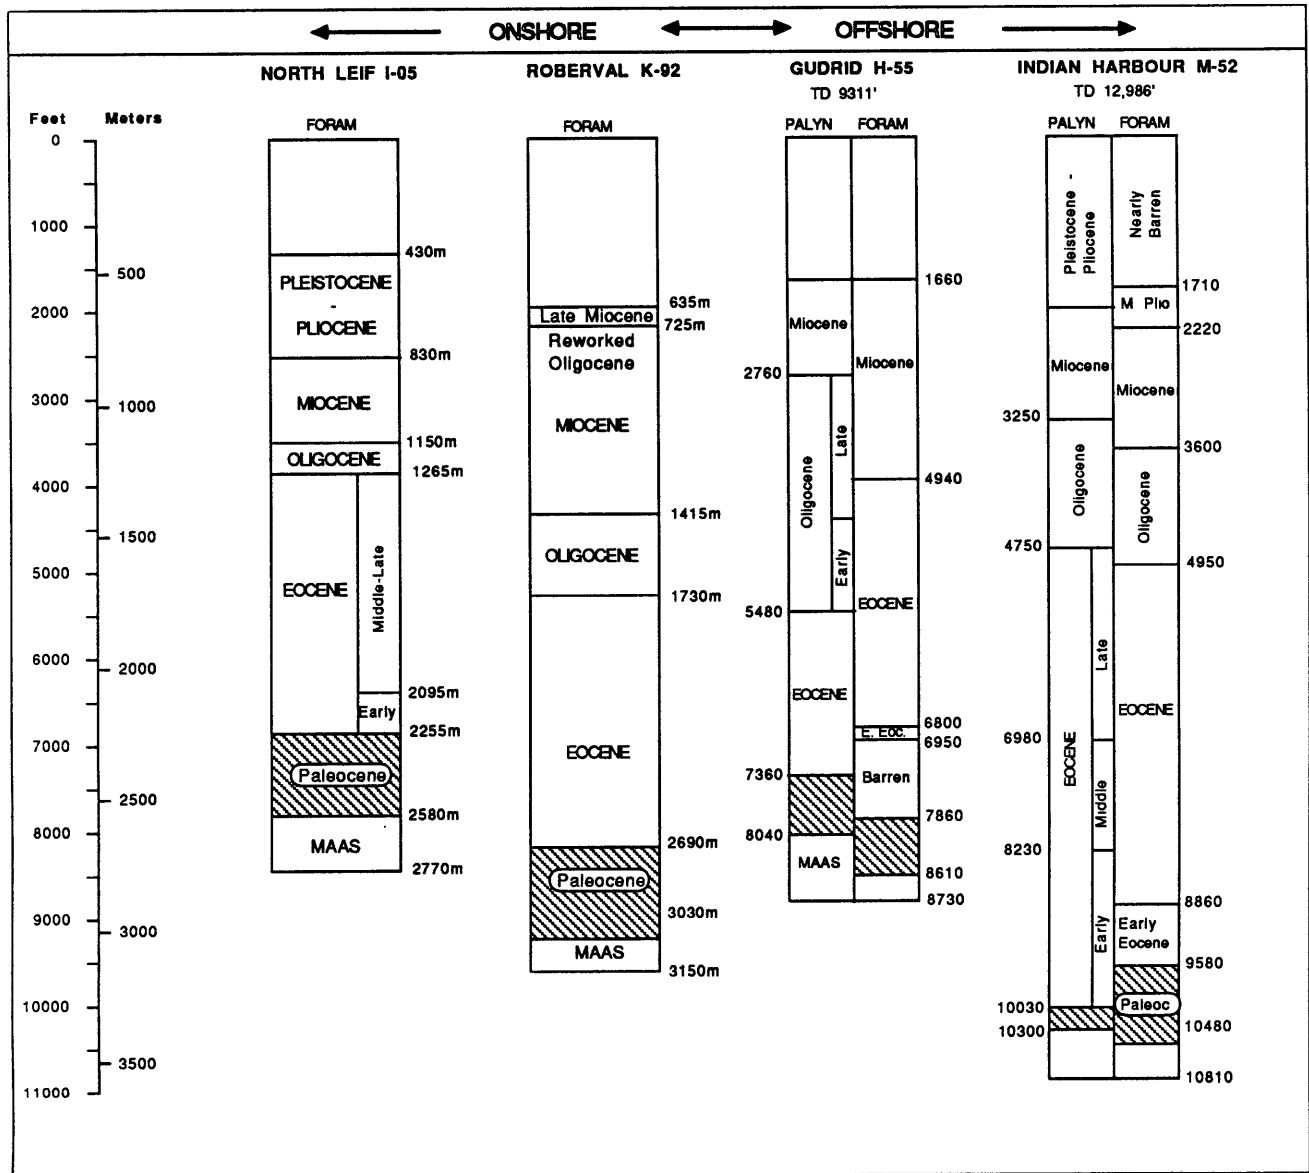 ONSHORE OFFSHORE
NORTH LEIF I-05 ROBERVAL K-92 GUDRID H-55 INDIAN HARBOUR M-52
TD 9311' TD 12,986'
Feet Meters FORAM FORAM PALYN FORAM PALYN FORAM
0
1000
2000
3000
4000
5000
6000
7000
8000
9000
10000
11000
500
1000
1500
2000
2500
3000
3500
430m
PLEISTOCENE
-
PLIOCENE
830m
MIOCENE
1150m
OLIGOCENE
1265m
EOCENE
Middle-Late
2095m
Early
2255m
Paleocene
2580m
MAAS
2770m
635m
Late Miocene
725m
Reworked
Oligocene
MIOCENE
1415m
OLIGOCENE
1730m
EOCENE
2690m
Paleocene
3030m
MAAS
3150m
Miocene
2760
Oligocene
Late
Early
5480
EOCENE
7360
8040
MAAS
1660
Miocene
4940
EOCENE
6800
E. Eoc.
6950
Barren
7860
8610
8730
Pleistocene -
Pliocene
Miocene
3250
Oligocene
4750
EOCENE
Late
6980
Middle
8230
Early
10030
10300
Nearly
Barren
1710
M Plio
2220
Miocene
3600
Oligocene
4950
EOCENE
8860
Early
Eocene
9580
Paleoc
10480
10810